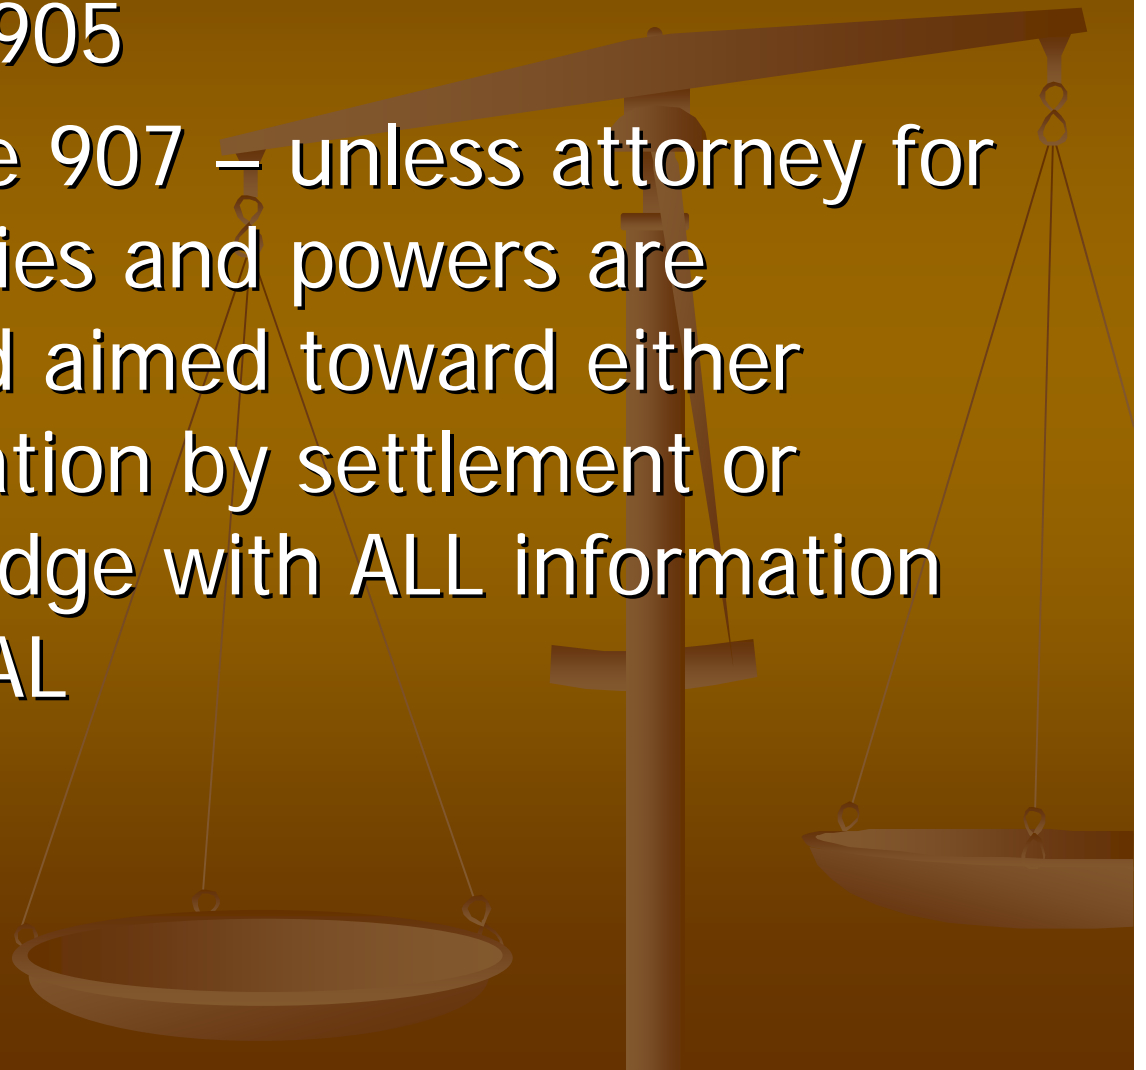 905
e 907 – unless attorney for
ies and powers are
d aimed toward either
ation by settlement or
dge with ALL information
AL